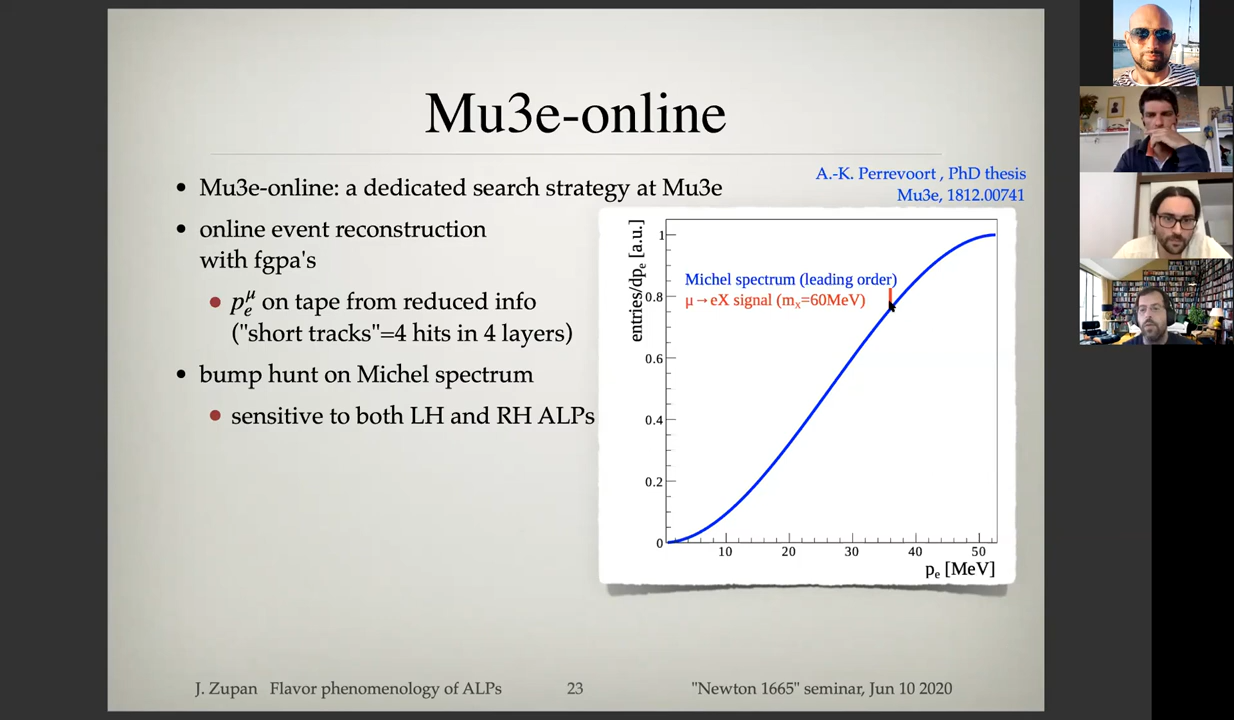 Mu3e-online
• Mu3e-online: a dedicated search strategy at Mu3e
• online event reconstruction
with fgpa's
• p_e^μ on tape from reduced info
("short tracks"=4 hits in 4 layers)
• bump hunt on Michel spectrum
• sensitive to both LH and RH ALPs
A.-K. Perrevoort , PhD thesis
Mu3e, 1812.00741
entries/dp_e [a.u.]
Michel spectrum (leading order)
μ→eX signal (m_x=60MeV)
1
0.8
0.6
0.4
0.2
0
10 20 30 40 50
p_e [MeV]
J. Zupan Flavor phenomenology of ALPs 23 "Newton 1665" seminar, Jun 10 2020